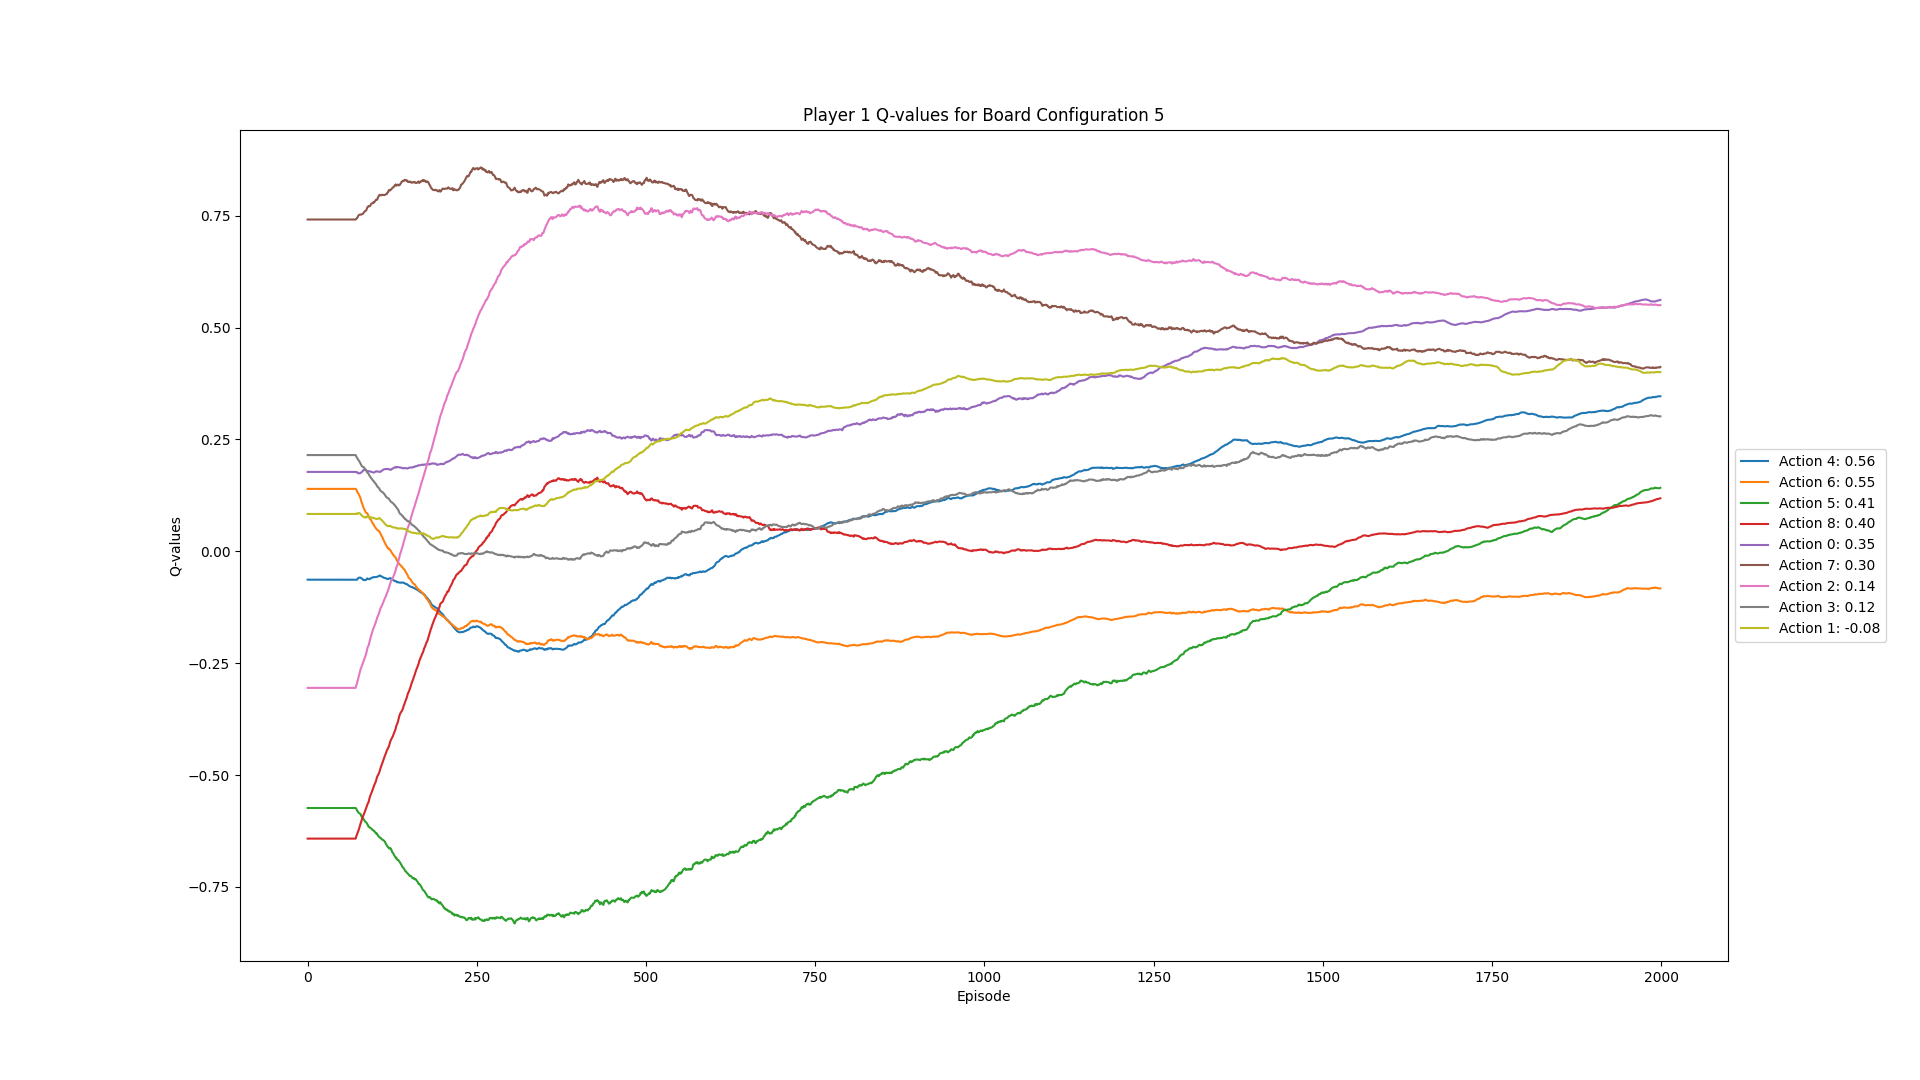 Player 1 Q-values for Board Configuration 5
Q-values
0.75
0.50
0.25
0.00
−0.25
−0.50
−0.75
0
250
500
750
1000
1250
1500
1750
2000
Episode
Action 4: 0.56
Action 6: 0.55
Action 5: 0.41
Action 8: 0.40
Action 0: 0.35
Action 7: 0.30
Action 2: 0.14
Action 3: 0.12
Action 1: -0.08